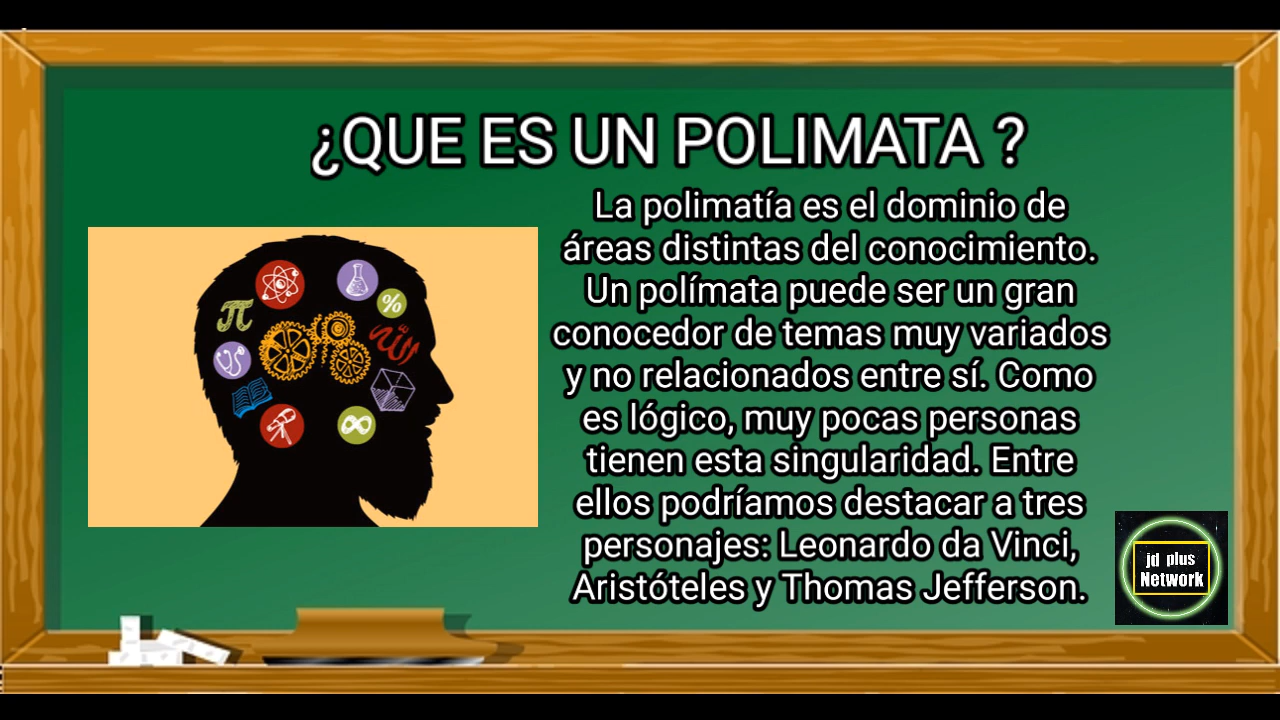 ¿QUE ES UN POLIMATA ?
La polimatía es el dominio de
áreas distintas del conocimiento.
Un polímata puede ser un gran
conocedor de temas muy variados
y no relacionados entre sí. Como
es lógico, muy pocas personas
tienen esta singularidad. Entre
ellos podríamos destacar a tres
personajes: Leonardo da Vinci,
Aristóteles y Thomas Jefferson.
π
%
الله
∞
jd plus
Network